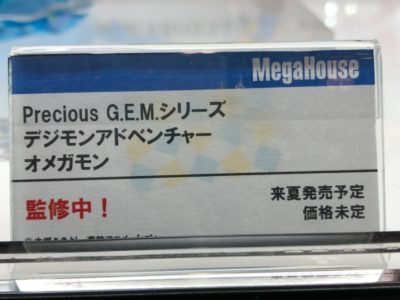 MegaHouse
Precious G.E.M.シリーズ
デジモンアドベンチャー
オメガモン
監修中！
来夏発売予定
価格未定